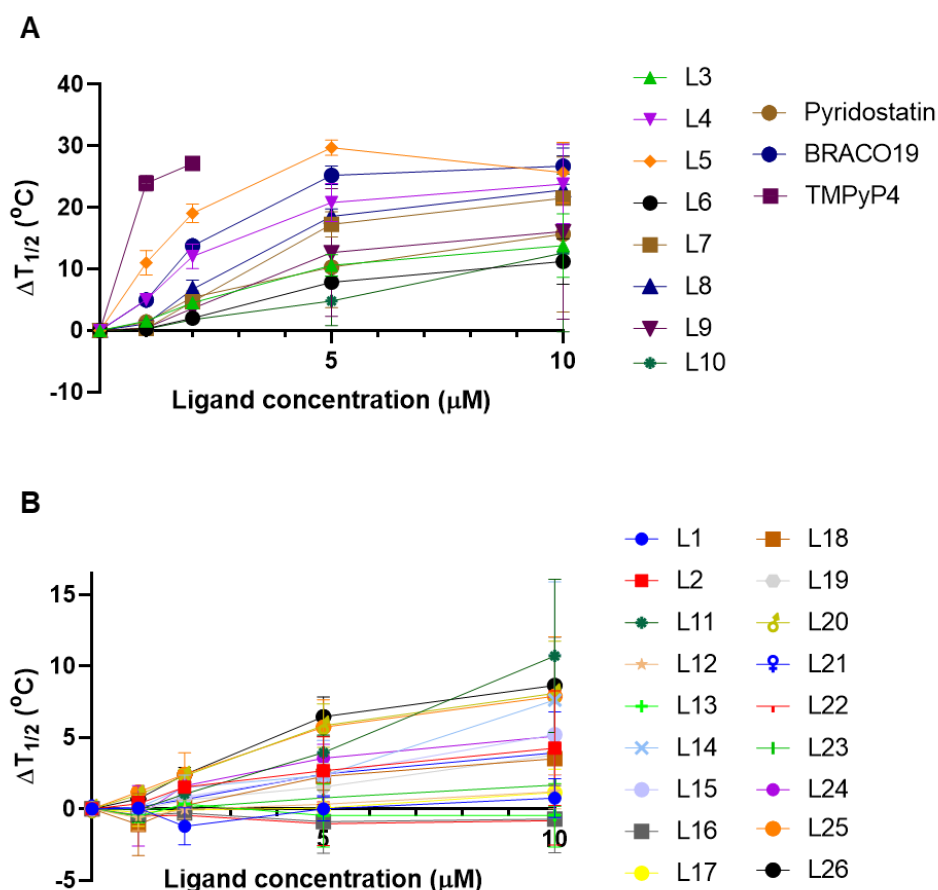 A
40
30
20
10
0
-10
ΔT1/2 (oC)
5
10
Ligand concentration (μM)
L3
L4
L5
L6
L7
L8
L9
L10
Pyridostatin
BRACO19
TMPyP4
B
15
10
5
0
-5
ΔT1/2 (oC)
5
10
Ligand concentration (μM)
L1
L2
L11
L12
L13
L14
L15
L16
L17
L18
L19
L20
L21
L22
L23
L24
L25
L26